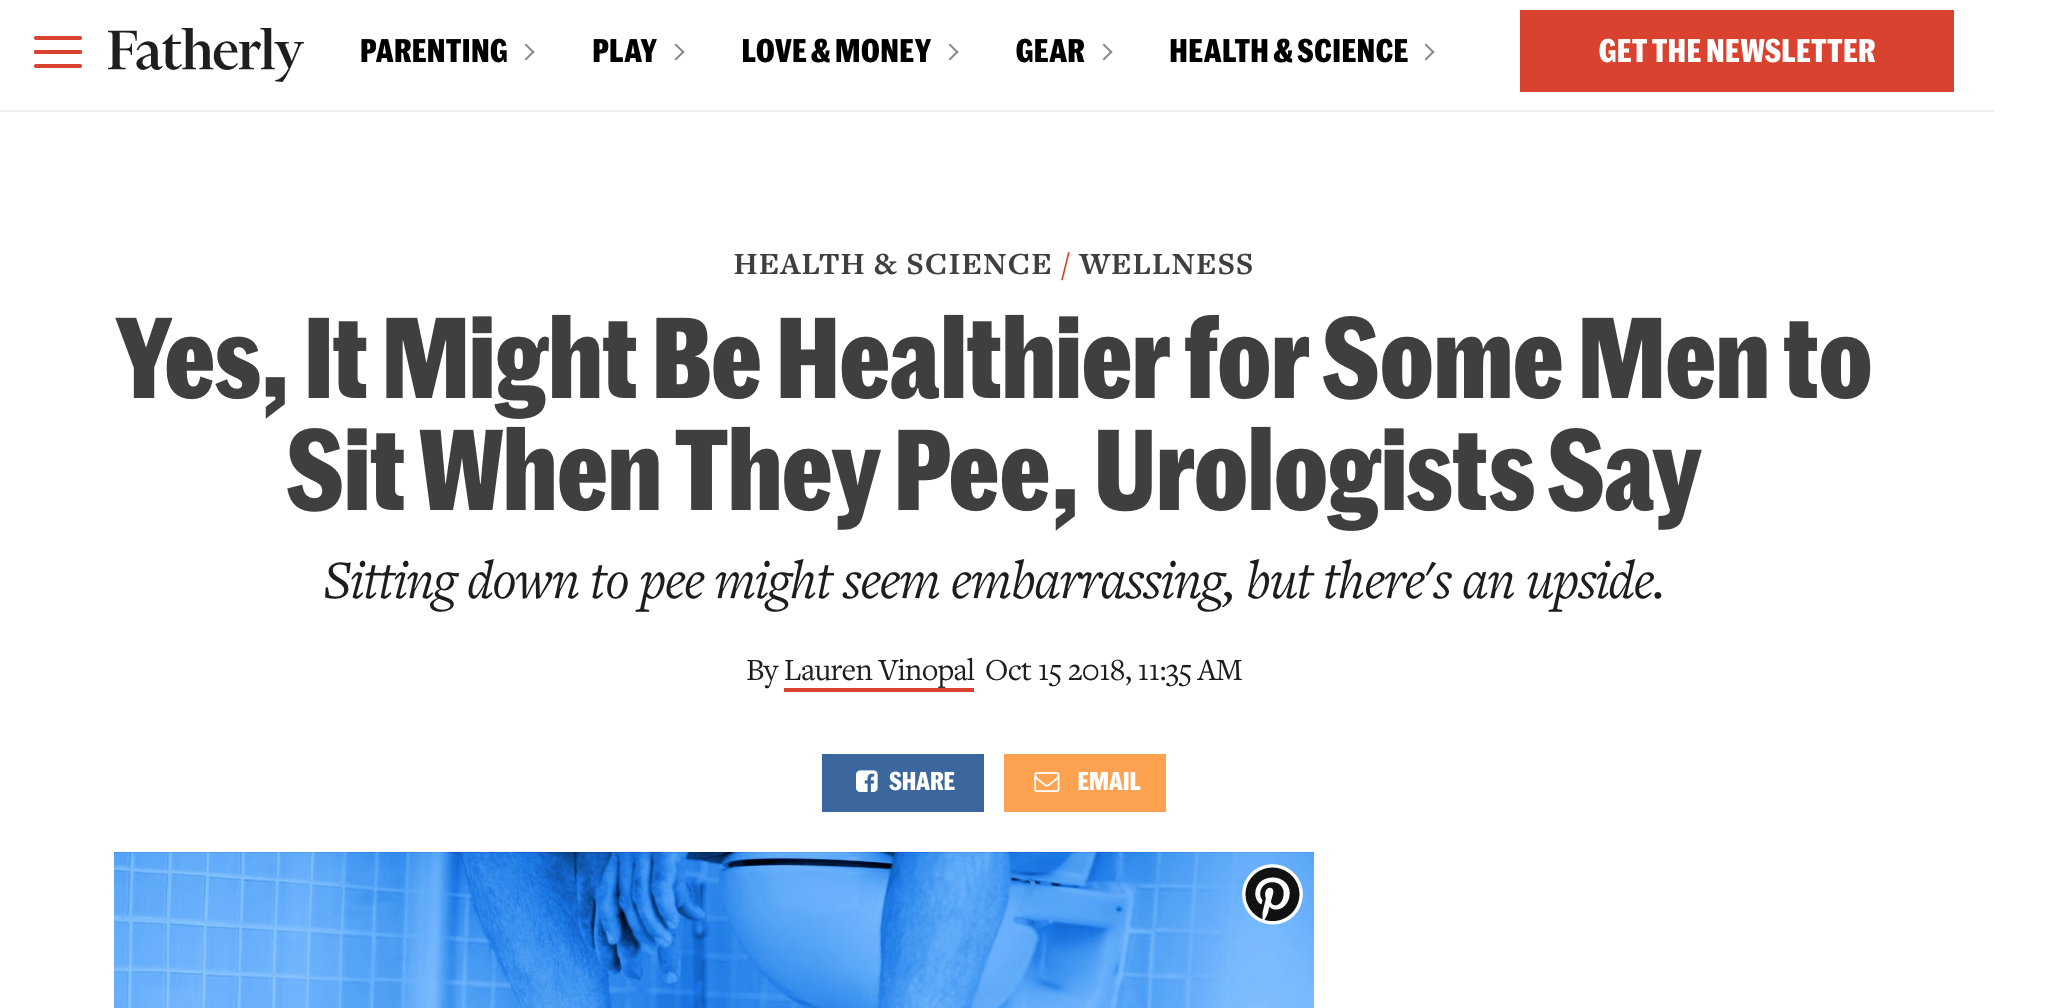 Fatherly PARENTING PLAY LOVE & MONEY GEAR HEALTH & SCIENCE GET THE NEWSLETTER
HEALTH & SCIENCE / WELLNESS
Yes, It Might Be Healthier for Some Men to
Sit When They Pee, Urologists Say
Sitting down to pee might seem embarrassing, but there's an upside.
By Lauren Vinopal Oct 15 2018, 11:35 AM
SHARE EMAIL